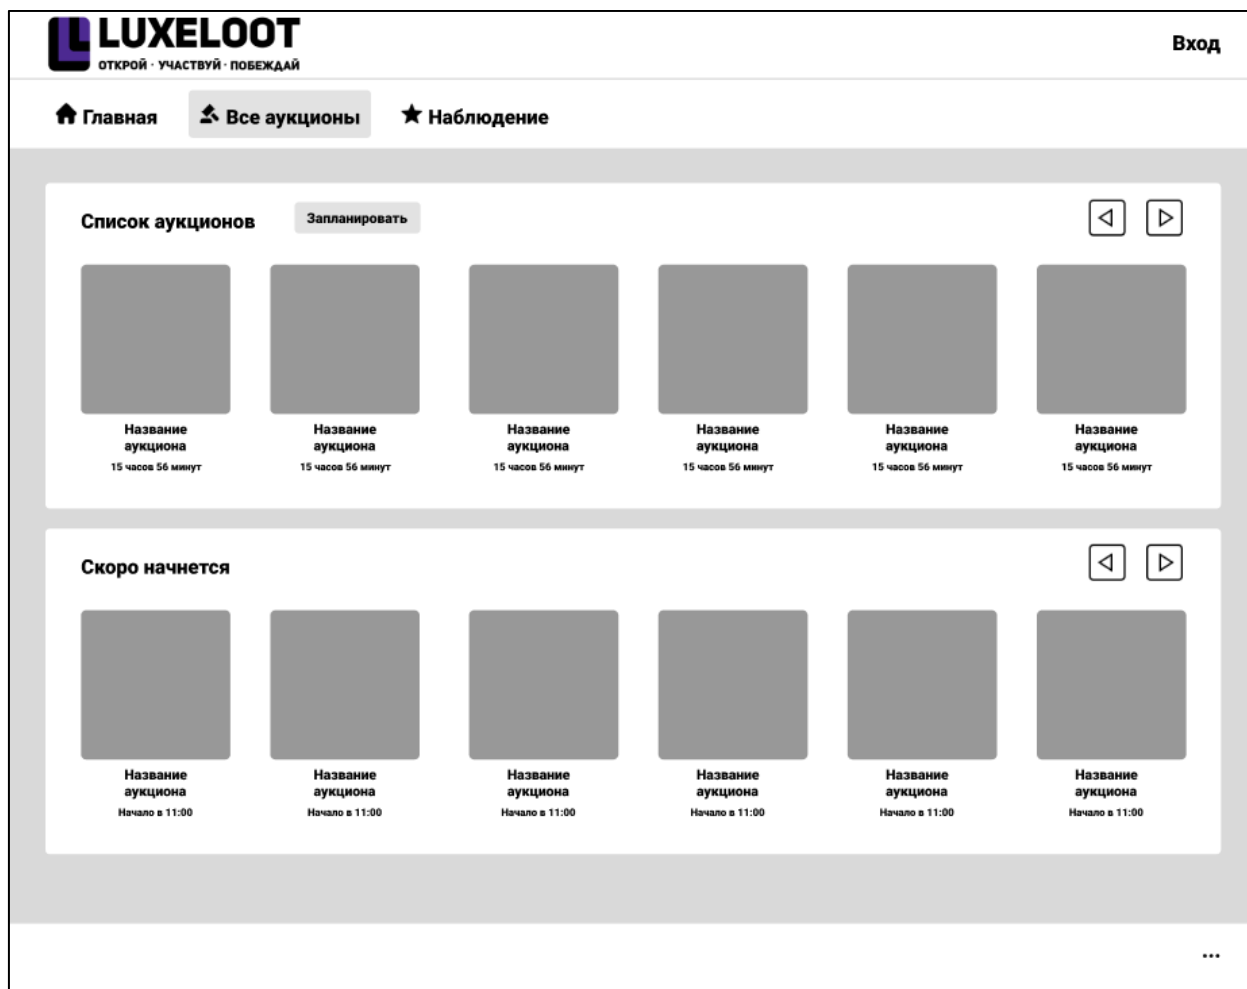 LUXELOOT
ОТКРОЙ · УЧАСТВУЙ · ПОБЕЖДАЙ
Вход
Главная
Все аукционы
Наблюдение
Список аукционов
Запланировать
Название
аукциона
15 часов 56 минут
Название
аукциона
15 часов 56 минут
Название
аукциона
15 часов 56 минут
Название
аукциона
15 часов 56 минут
Название
аукциона
15 часов 56 минут
Название
аукциона
15 часов 56 минут
Скоро начнется
Название
аукциона
Начало в 11:00
Название
аукциона
Начало в 11:00
Название
аукциона
Начало в 11:00
Название
аукциона
Начало в 11:00
Название
аукциона
Начало в 11:00
Название
аукциона
Начало в 11:00
...